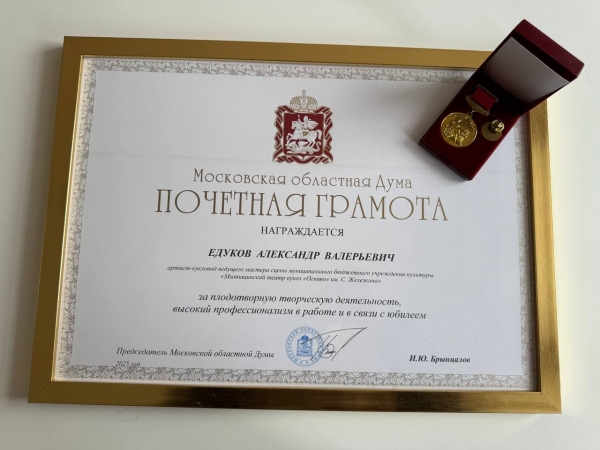 Московская областная Дума
ПОЧЕТНАЯ ГРАМОТА
НАГРАЖДАЕТСЯ
ЕДУКОВ АЛЕКСАНДР ВАЛЕРЬЕВИЧ
артист-кукловод ведущего мастера сцены муниципального бюджетного учреждения культуры
«Мытищинский театр кукол «Огниво» им. С. Железкина»
за плодотворную творческую деятельность,
высокий профессионализм в работе и в связи с юбилеем
Председатель Московской областной Думы
И.Ю. Брынцалов
2025 год